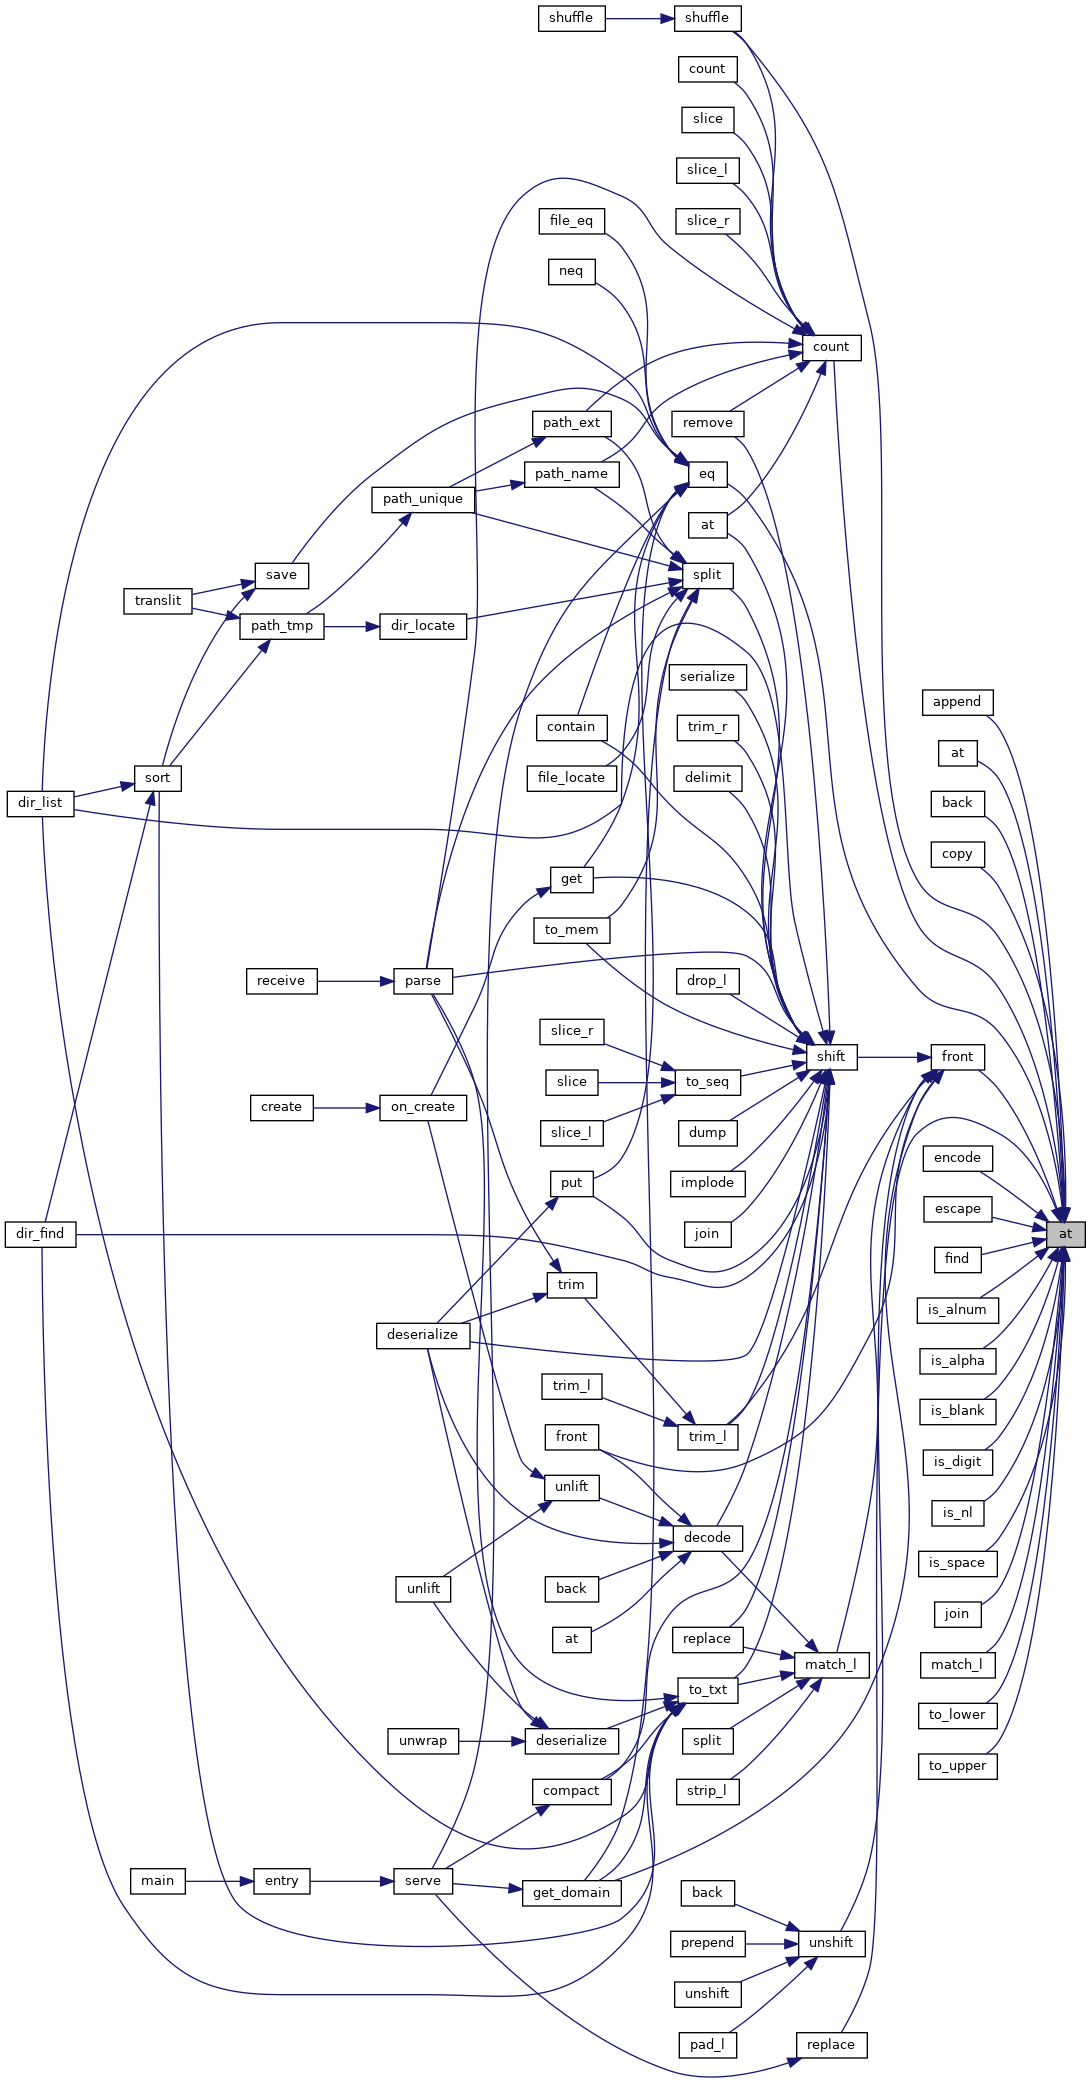 shuffle
shuffle
count
slice
slice_l
slice_r
file_eq
neq
count
path_ext
remove
path_name
eq
path_unique
at
save
split
translit
path_tmp
dir_locate
serialize
append
contain
trim_r
at
sort
file_locate
delimit
dir_list
back
copy
get
to_mem
receive
parse
drop_l
slice_r
shift
front
slice
to_seq
create
on_create
slice_l
dump
encode
put
implode
escape
dir_find
join
at
find
trim
is_alnum
deserialize
is_alpha
trim_l
is_blank
front
trim_l
is_digit
unlift
is_nl
decode
is_space
unlift
back
join
at
replace
match_l
match_l
to_txt
to_lower
unwrap
deserialize
split
to_upper
compact
strip_l
main
entry
serve
get_domain
back
prepend
unshift
unshift
pad_l
replace